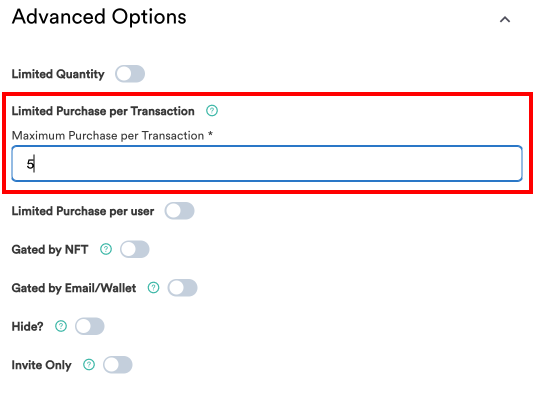 Advanced Options
Limited Quantity
Limited Purchase per Transaction ?
Maximum Purchase per Transaction *
5
Limited Purchase per user
Gated by NFT ?
Gated by Email/Wallet ?
Hide? ?
Invite Only ?